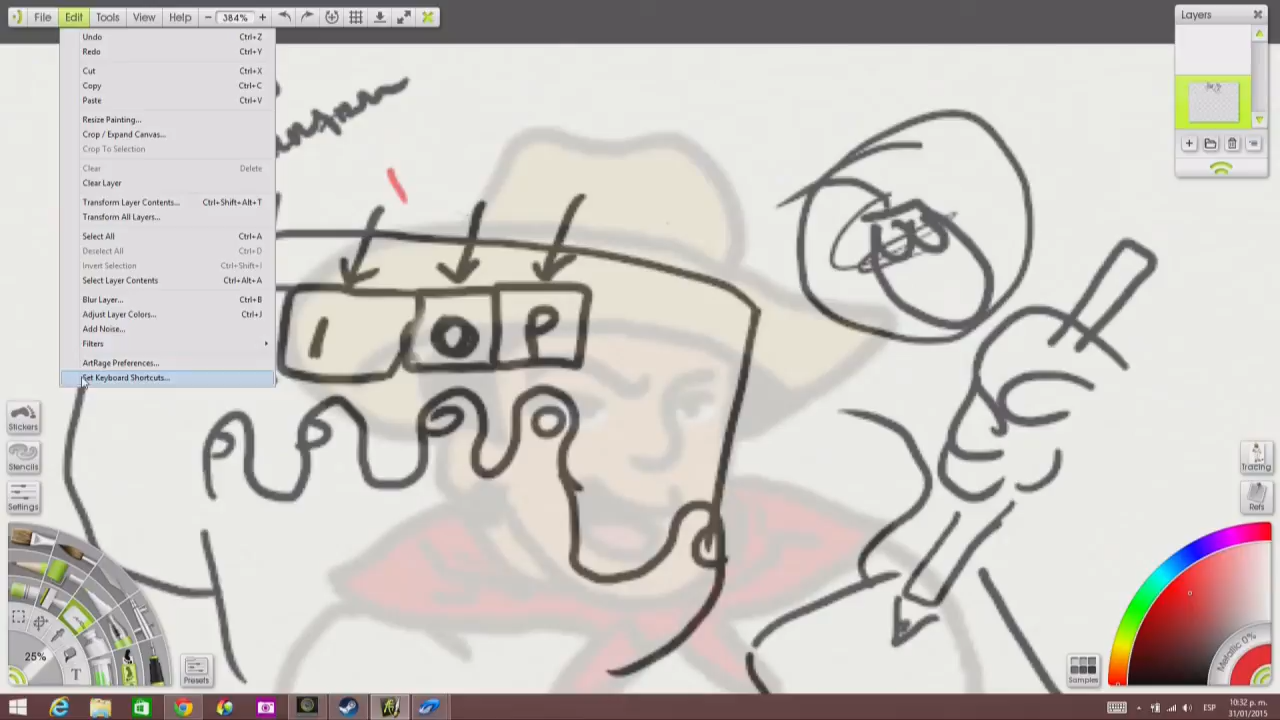 File Edit Tools View Help 384%
Layers
Undo Ctrl+Z
Redo Ctrl+Y
Cut Ctrl+X
Copy Ctrl+C
Paste Ctrl+V
Resize Painting...
Crop / Expand Canvas...
Crop To Selection
Clear Delete
Clear Layer
Transform Layer Contents... Ctrl+Shift+Alt+T
Transform All Layers...
Select All Ctrl+A
Deselect All Ctrl+D
Invert Selection Ctrl+Shift+I
Select Layer Contents Ctrl+Alt+A
Blur Layer... Ctrl+B
Adjust Layer Colors... Ctrl+J
Add Noise...
Filters
ArtRage Preferences...
Set Keyboard Shortcuts...
I O P
Stickers
Stencils
Settings
Tracing
Refs
25%
T
Presets
Samples
Metallic 0%
ESP
10:32 p. m.
31/01/2015